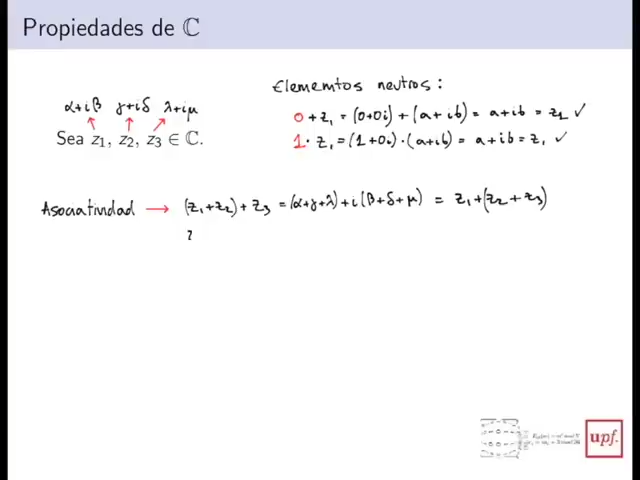 Propiedades de ℂ
α+iβ γ+iδ λ+iμ
Sea z₁, z₂, z₃ ∈ ℂ.
Elememtos neutros:
0 + z₁ = (0+0i) + (a+ib) = a+ib = z₁ ✓
1 · z₁ = (1+0i) · (a+ib) = a+ib = z₁ ✓
Asociatividad → (z₁+z₂) + z₃ = (α+γ+λ) + i(β+δ+μ) = z₁+(z₂+z₃)
upf.